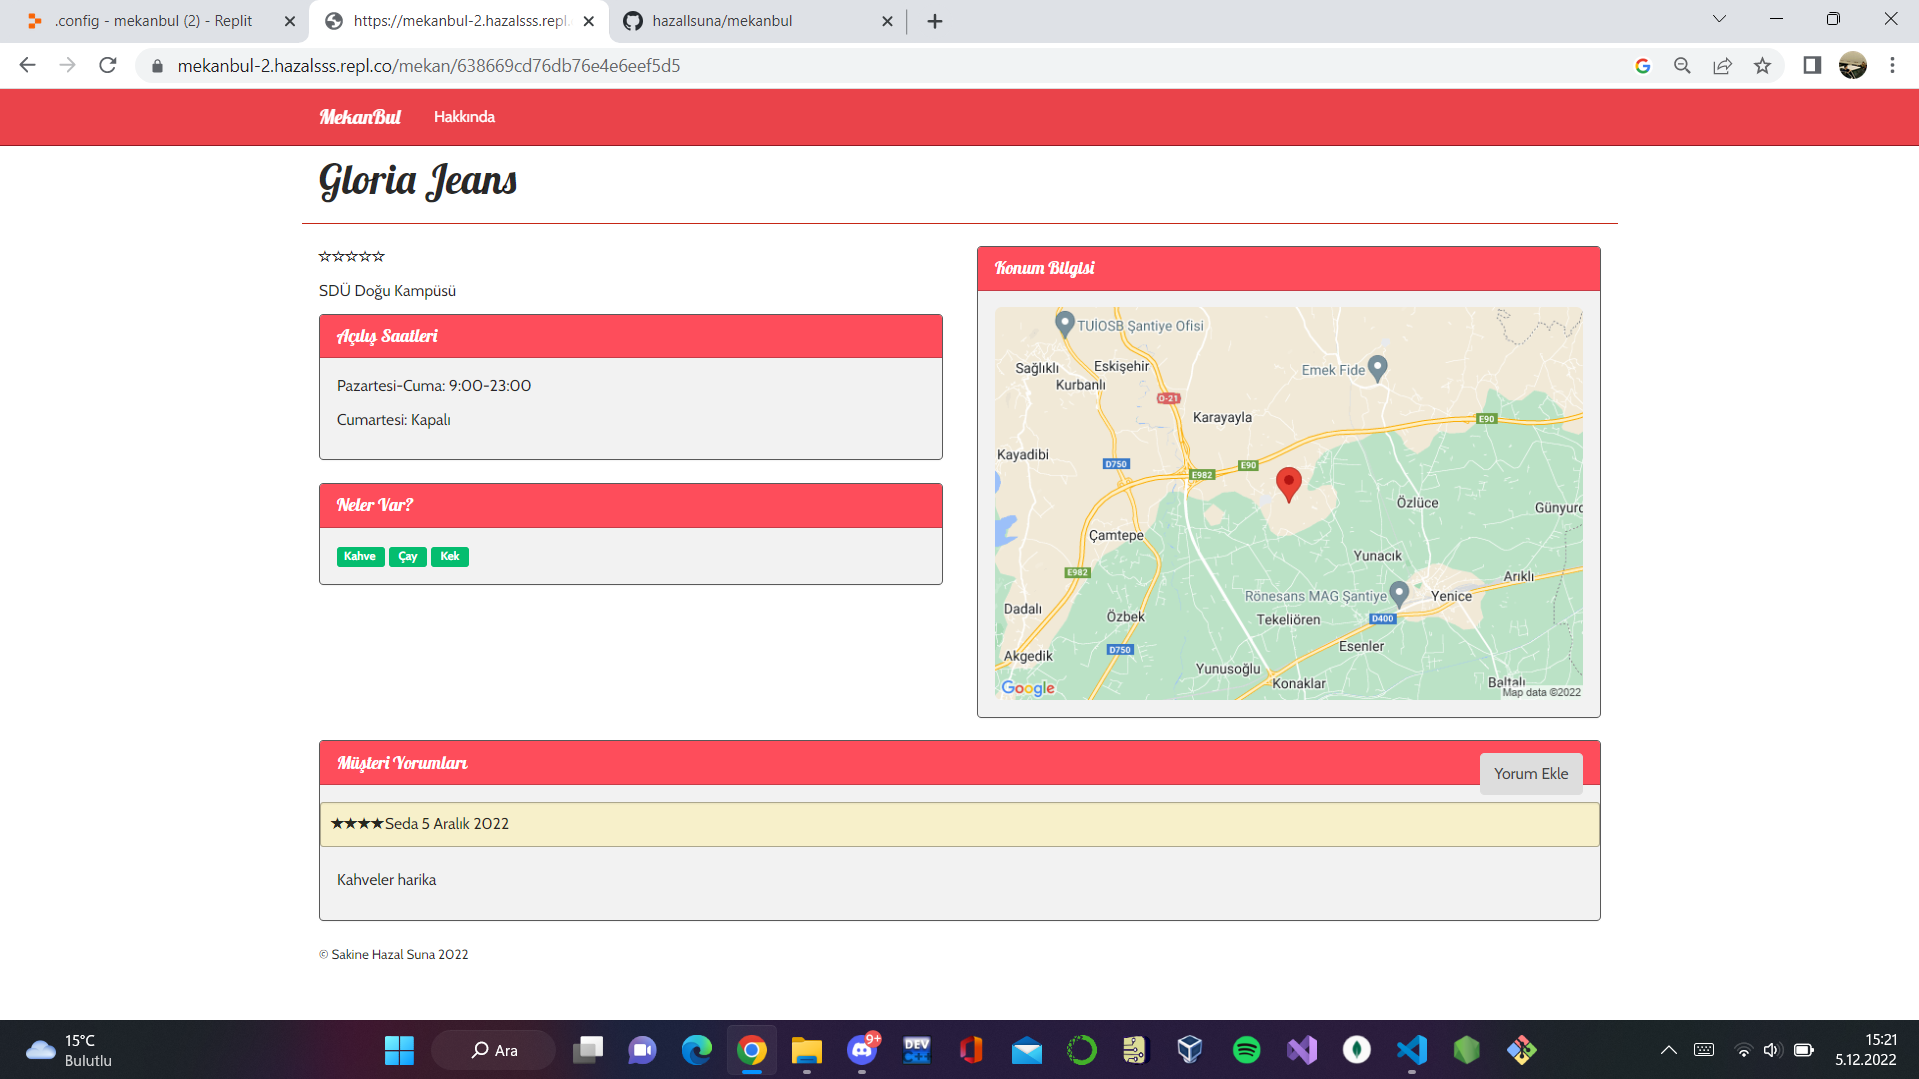 .config - mekanbul (2) - Replit
https://mekanbul-2.hazalsss.repl.
hazallsuna/mekanbul
mekanbul-2.hazalsss.repl.co/mekan/638669cd76db76e4e6eef5d5
MekanBul
Hakkında
Gloria Jeans
☆☆☆☆☆
SDÜ Doğu Kampüsü
Açılış Saatleri
Pazartesi-Cuma: 9:00-23:00
Cumartesi: Kapalı
Neler Var?
Kahve Çay Kek
Konum Bilgisi
TUİOSB Şantiye Ofisi
Sağlıklı
Eskişehir
Kurbanlı
Emek Fide
O-21
Karayayla
E90
Kayadibi
D750
E90
E982
Özlüce
Günyurd
Çamtepe
Yunacık
E982
Arıklı
Rönesans MAG Şantiye
Yenice
Dadalı
Özbek
Tekeliören
D400
Esenler
Akgedik
D750
Yunusoğlu
Konaklar
Baltalı
Google
Map data ©2022
Müşteri Yorumları
Yorum Ekle
★★★★Seda 5 Aralık 2022
Kahveler harika
© Sakine Hazal Suna 2022
15°C
Bulutlu
Ara
9+
DEV
15:21
5.12.2022